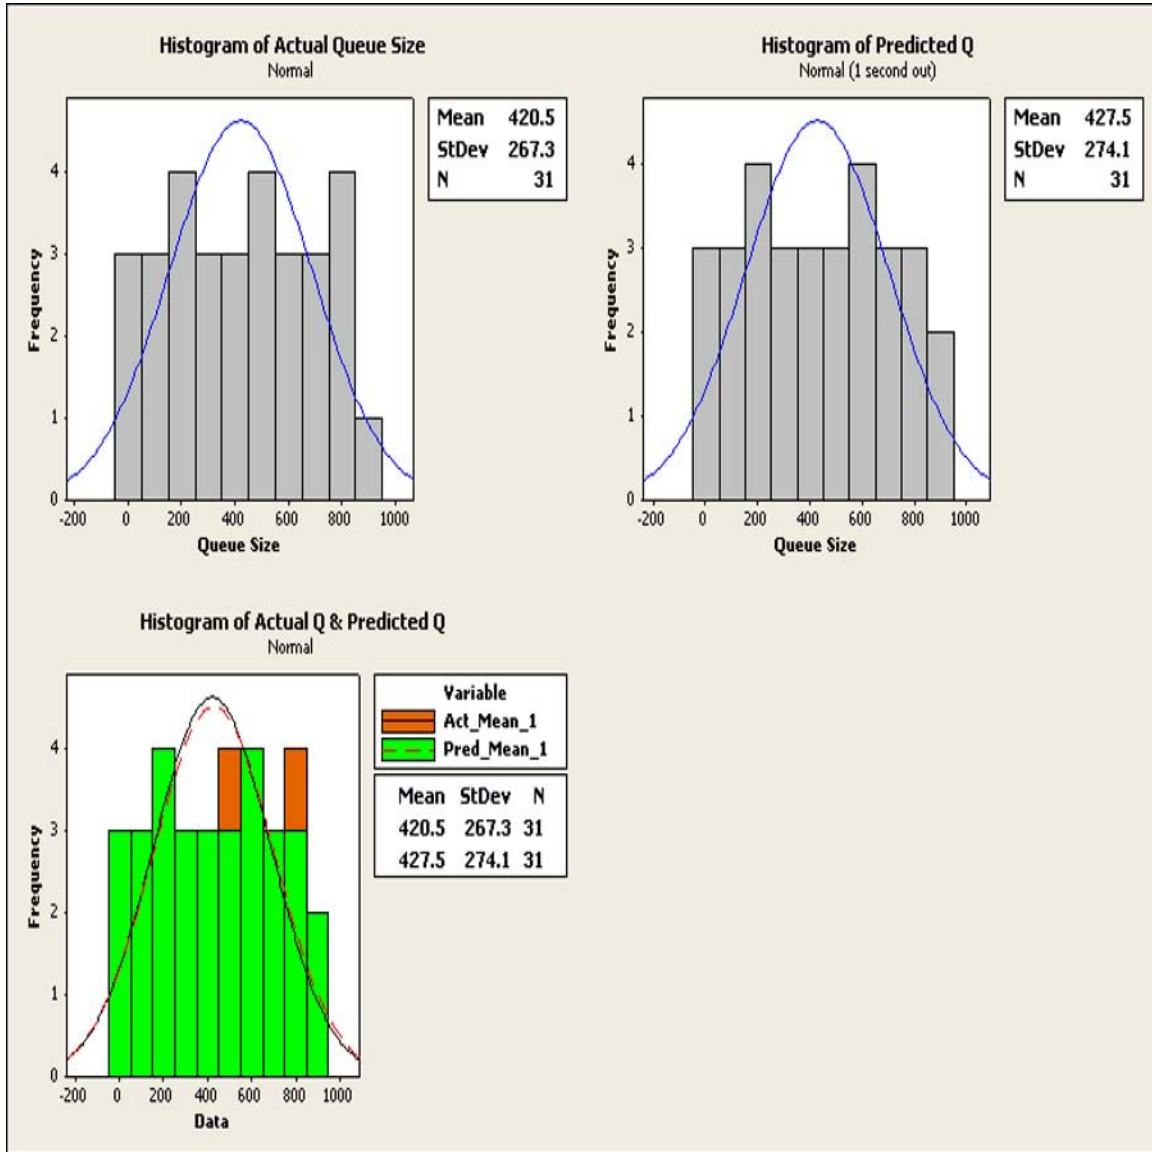 Histogram of Actual Queue Size
Normal
Mean 420.5
StDev 267.3
N 31
Frequency
4
3
2
1
0
-200 0 200 400 600 800 1000
Queue Size
Histogram of Predicted Q
Normal (1 second out)
Mean 427.5
StDev 274.1
N 31
Frequency
4
3
2
1
0
-200 0 200 400 600 800 1000
Queue Size
Histogram of Actual Q & Predicted Q
Normal
Variable
Act_Mean_1
Pred_Mean_1
Mean StDev N
420.5 267.3 31
427.5 274.1 31
Frequency
4
3
2
1
0
-200 0 200 400 600 800 1000
Data